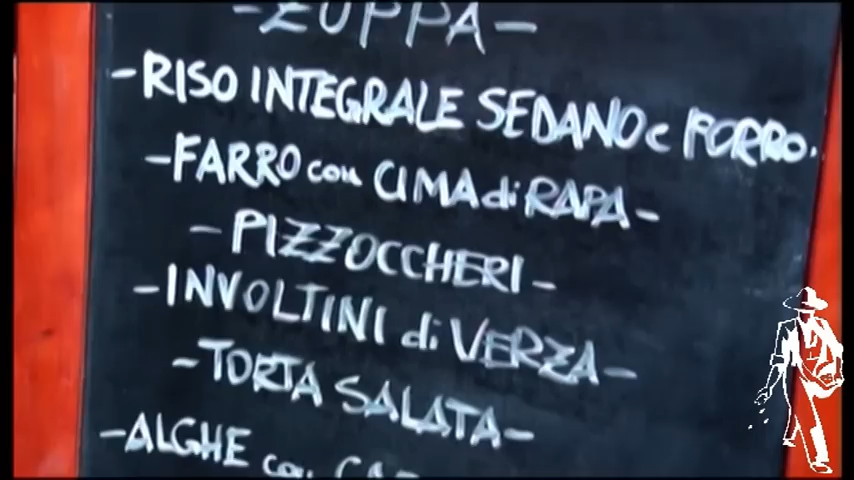 -ZUPPA-
-RISO INTEGRALE SEDANO e PORRO.
-FARRO con CIMA di RAPA-
-PIZZOCCHERI-
-INVOLTINI di VERZA-
-TORTA SALATA-
-ALGHE con